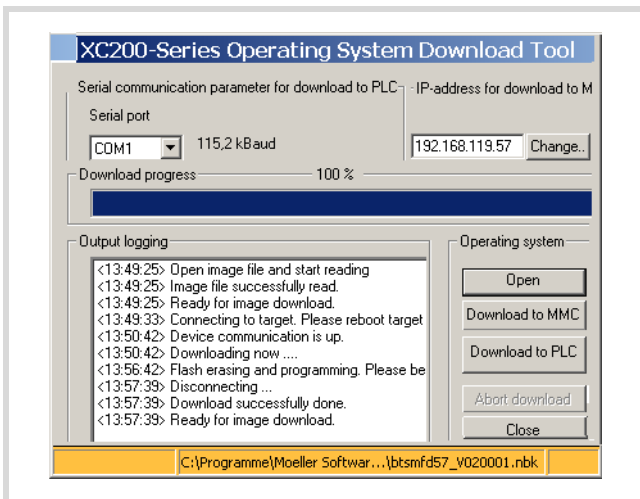 XC200-Series Operating System Download Tool
Serial communication parameter for download to PLC
IP-address for download to M
Serial port
COM1
115,2 kBaud
192.168.119.57
Change..
Download progress
100 %
Output logging
<13:49:25> Open image file and start reading
<13:49:25> Image file successfully read.
<13:49:25> Ready for image download.
<13:49:33> Connecting to target. Please reboot target
<13:50:42> Device communication is up.
<13:50:42> Downloading now ....
<13:56:42> Flash erasing and programming. Please be
<13:57:39> Disconnecting ...
<13:57:39> Download successfully done.
<13:57:39> Ready for image download.
Operating system
Open
Download to MMC
Download to PLC
Abort download
Close
C:\Programme\Moeller Softwar...\btsmfd57_V020001.nbk